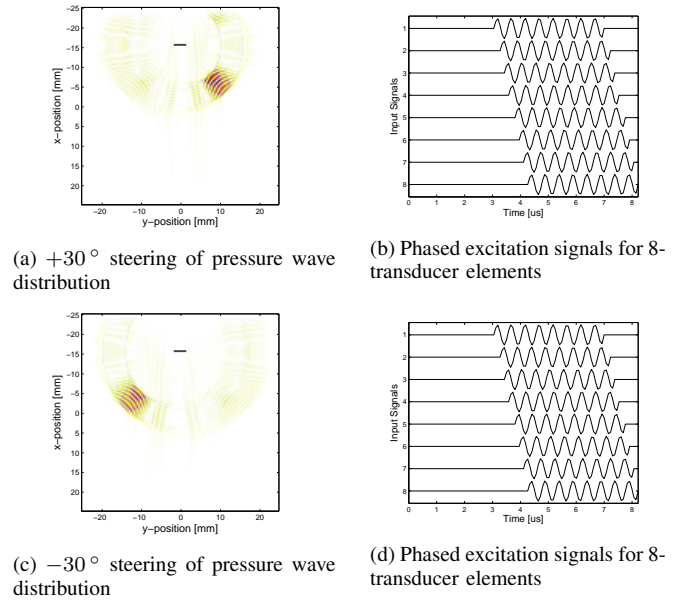 −25
−20
−15
−10
−5
0
5
10
15
20
x−position [mm]
−20 −10 0 10 20
y−position [mm]
(a) +30° steering of pressure wave
distribution
1
2
3
4
5
6
7
8
Input Signals
0 1 2 3 4 5 6 7 8
Time [us]
(b) Phased excitation signals for 8-
transducer elements
−25
−20
−15
−10
−5
0
5
10
15
20
x−position [mm]
−20 −10 0 10 20
y−position [mm]
(c) −30° steering of pressure wave
distribution
1
2
3
4
5
6
7
8
Input Signals
0 1 2 3 4 5 6 7 8
Time [us]
(d) Phased excitation signals for 8-
transducer elements